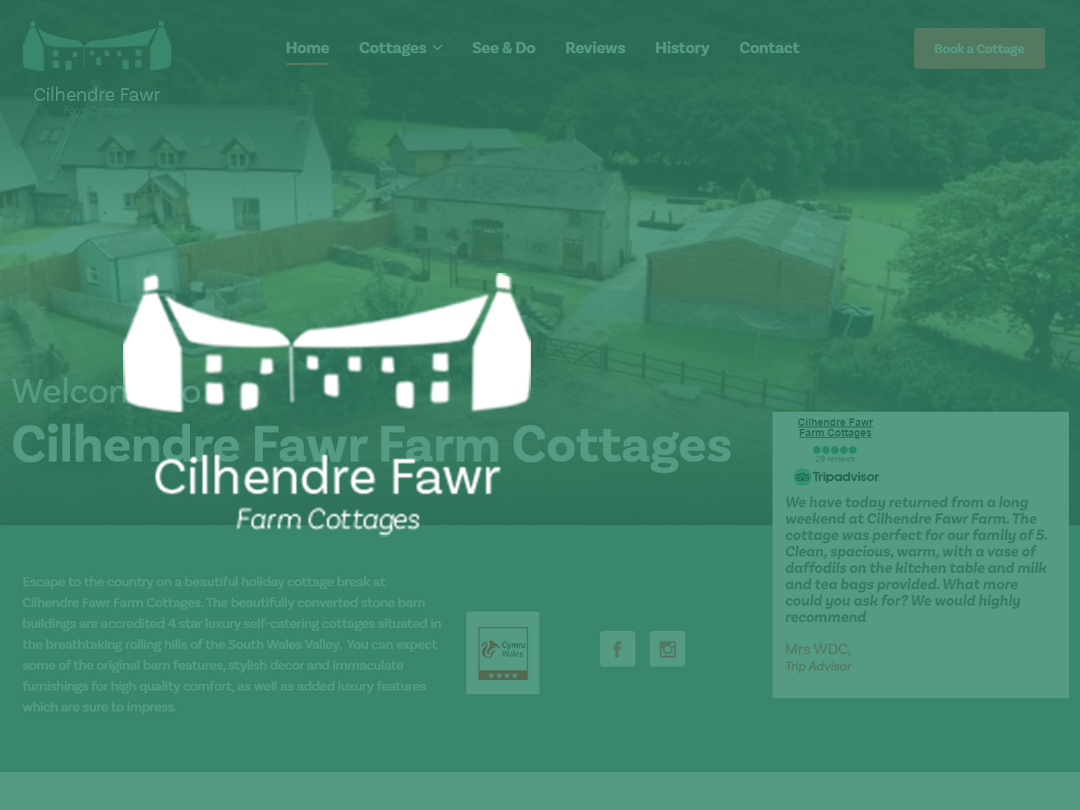 Home
Cottages
See & Do
Reviews
History
Contact
Book a Cottage
Cilhendre Fawr
Farm Cottages
Welcome to
Cilhendre Fawr Farm Cottages
Cilhendre Fawr
Farm Cottages
Cilhendre Fawr
Farm Cottages
29 reviews
Tripadvisor
We have today returned from a long
weekend at Cilhendre Fawr Farm. The
cottage was perfect for our family of 5.
Clean, spacious, warm, with a vase of
daffodils on the kitchen table and milk
and tea bags provided. What more
could you ask for? We would highly
recommend
Mrs WDC,
Trip Advisor
Escape to the country on a beautiful holiday cottage break at
Cilhendre Fawr Farm Cottages. The beautifully converted stone barn
buildings are accredited 4 star luxury self-catering cottages situated in
the breathtaking rolling hills of the South Wales Valley. You can expect
some of the original barn features, stylish decor and immaculate
furnishings for high quality comfort, as well as added luxury features
which are sure to impress.
Cymru
Wales